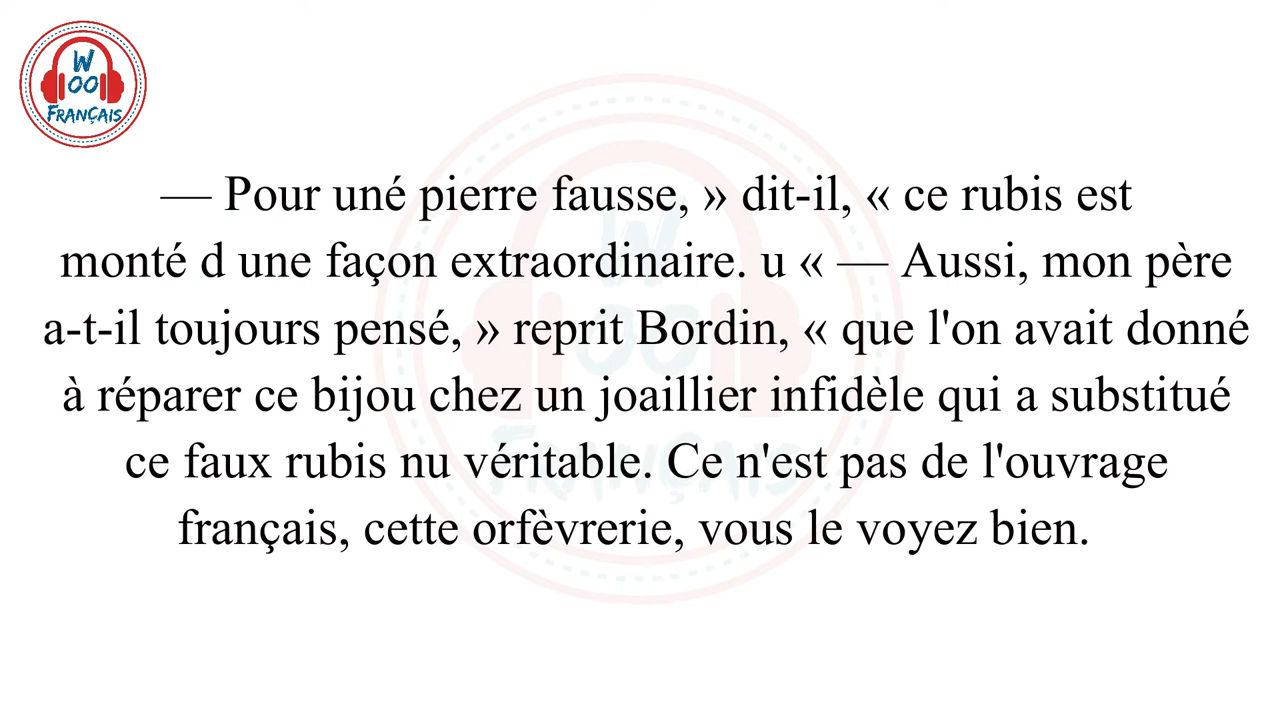 W
OO
FRANÇAIS
— Pour uné pierre fausse, » dit-il, « ce rubis est
monté d une façon extraordinaire. u « — Aussi, mon père
a-t-il toujours pensé, » reprit Bordin, « que l'on avait donné
à réparer ce bijou chez un joaillier infidèle qui a substitué
ce faux rubis nu véritable. Ce n'est pas de l'ouvrage
français, cette orfèvrerie, vous le voyez bien.